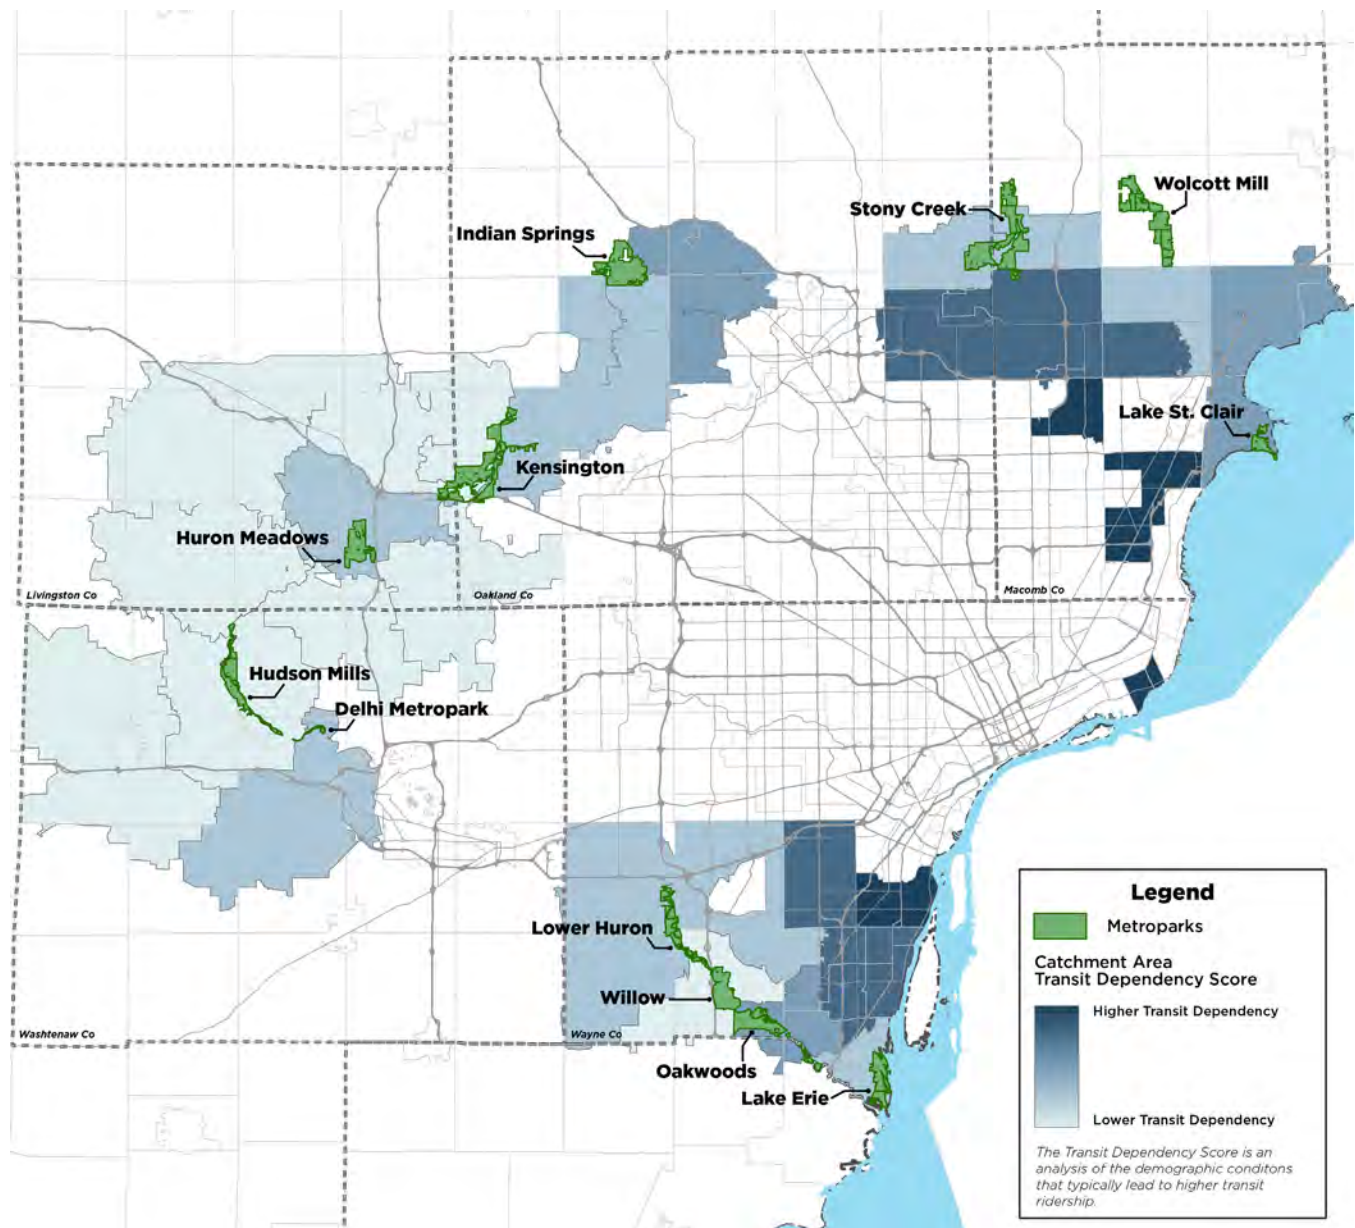 Wolcott Mill
Stony Creek
Indian Springs
Lake St. Clair
Kensington
Huron Meadows
Livingston Co
Oakland Co
Macomb Co
Hudson Mills
Delhi Metropark
Lower Huron
Willow
Washtenaw Co
Wayne Co
Oakwoods
Lake Erie
Legend
Metroparks
Catchment Area
Transit Dependency Score
Higher Transit Dependency
Lower Transit Dependency
The Transit Dependency Score is an
analysis of the demographic conditons
that typically lead to higher transit
ridership.